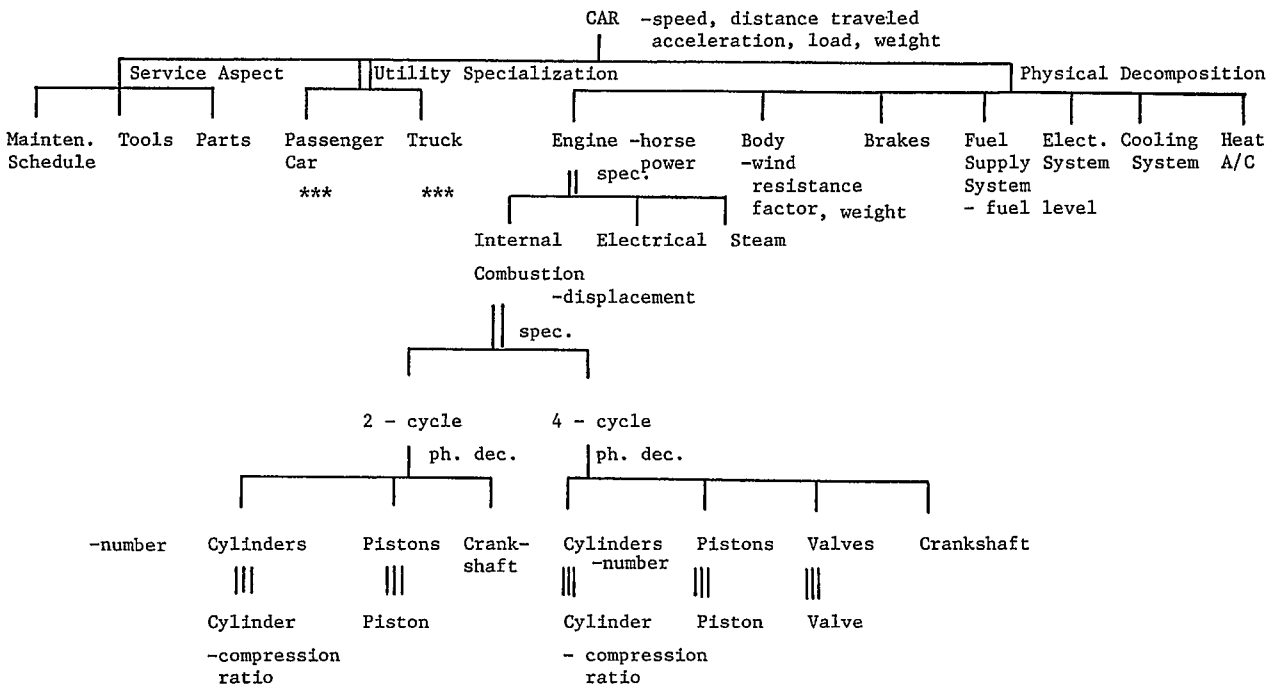 CAR -speed, distance traveled
acceleration, load, weight
Service Aspect Utility Specialization Physical Decomposition
Mainten. Tools Parts Passenger Truck Engine -horse Body Brakes Fuel Elect. Cooling Heat
Schedule Car power -wind Supply System System A/C
*** *** spec. resistance System
factor, weight - fuel level
Internal Electrical Steam
Combustion
-displacement
spec.
2 - cycle 4 - cycle
ph. dec. ph. dec.
-number Cylinders Pistons Crank- Cylinders Pistons Valves Crankshaft
shaft -number
Cylinder Piston Cylinder Piston Valve
-compression - compression
ratio ratio